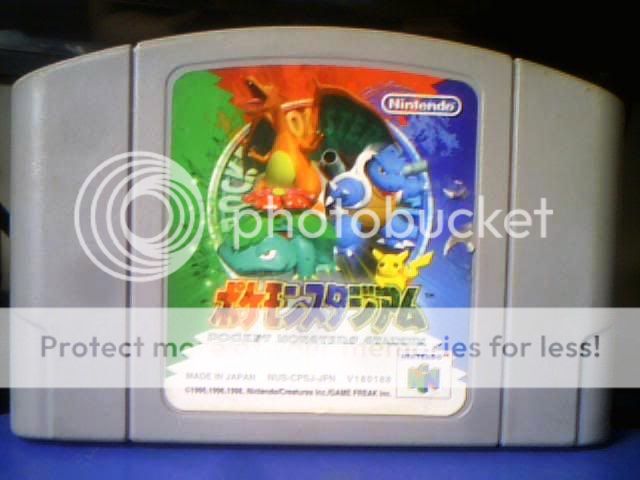 Nintendo
photobucket
ポケモンスタジアム TM
POCKET MONSTERS STADIUM
Protect more of your memories for less!
MADE IN JAPAN NUS-CPSJ-JPN
©1995,1996,1998, Nintendo/Creatures inc./GAME FREAK inc.